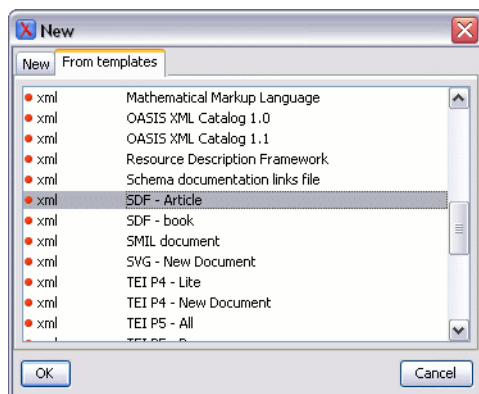 New
New From templates
xml Mathematical Markup Language
xml OASIS XML Catalog 1.0
xml OASIS XML Catalog 1.1
xml Resource Description Framework
xml Schema documentation links file
xml SDF - Article
xml SDF - book
xml SMIL document
xml SVG - New Document
xml TEI P4 - Lite
xml TEI P4 - New Document
xml TEI P5 - All
OK Cancel